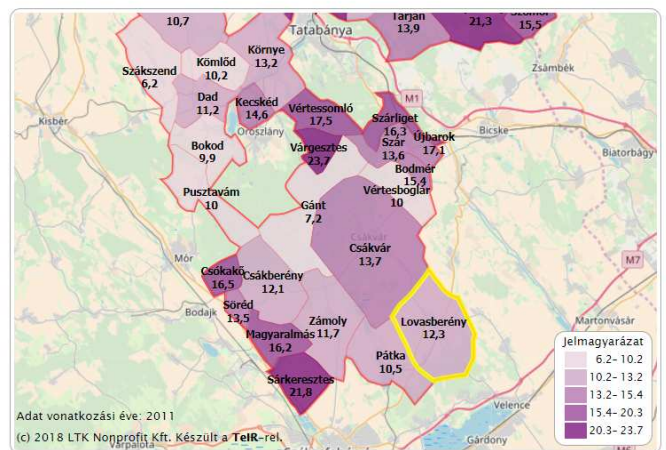 10,7
Tatabánya
Tarján
13,9
21,3
Szomor
15,5
Környe
13,2
Kömlőd
10,2
Szákszend
6,2
Zsámbék
Dad
11,2
Kecskéd
14,6
Vértessomló
17,5
M1
Szárliget
16,3
Kisbér
Oroszlány
Újbarok
17,1
Bicske
Várgesztes
23,7
Szár
13,6
Biatorbágy
Bokod
9,9
Bodmér
15,4
Pusztavám
10
Vértesboglár
10
Gánt
7,2
Csákvár
Csákvár
13,7
Mór
M7
Csókakő
16,5
Csákberény
12,1
Bodajk
Söréd
13,5
Zámoly
11,7
Lovasberény
12,3
Martonvásár
Magyaralmás
16,2
Pátka
10,5
Sárkeresztes
21,8
Jelmagyarázat
6.2- 10.2
10.2- 13.2
13.2- 15.4
15.4- 20.3
20.3- 23.7
Velence
Gárdony
Adat vonatkozási éve: 2011
(c) 2018 LTK Nonprofit Kft. Készült a TeIR-rel.
Várpalota